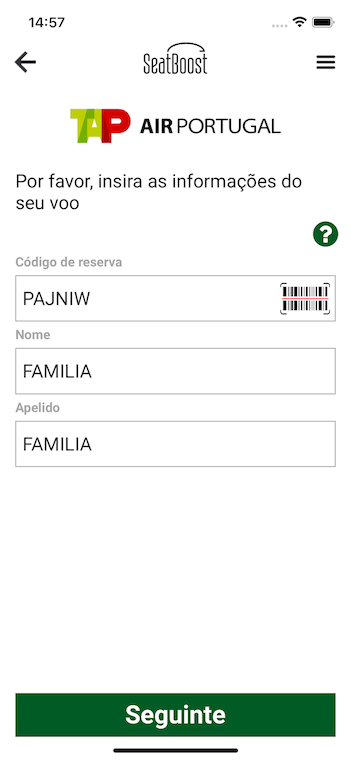 14:57
SeatBoost
TAP AIR PORTUGAL
Por favor, insira as informações do
seu voo
?
Código de reserva
PAJNIW
Nome
FAMILIA
Apelido
FAMILIA
Seguinte